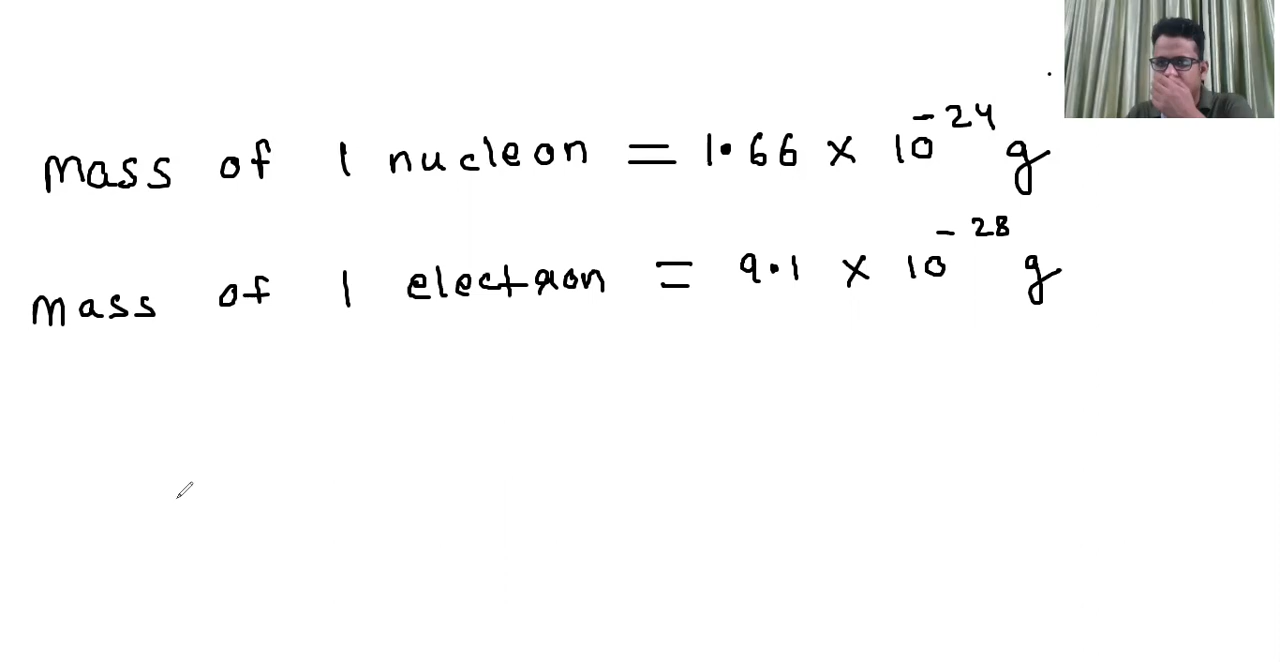 Mass of 1 nucleon = 1.66 × 10⁻²⁴ g
Mass of 1 electron = 9.1 × 10⁻²⁸ g